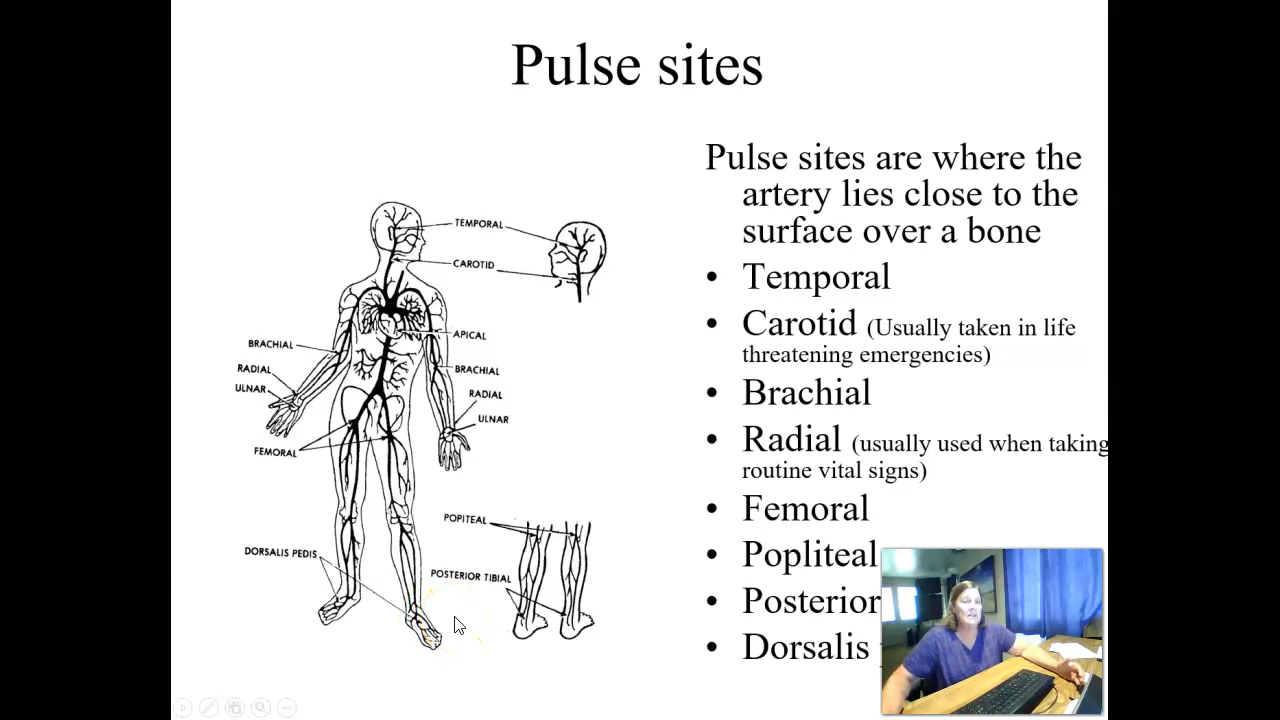 Pulse sites
Pulse sites are where the
artery lies close to the
surface over a bone
• Temporal
• Carotid (Usually taken in life
threatening emergencies)
• Brachial
• Radial (usually used when taking
routine vital signs)
• Femoral
• Popliteal
• Posterior
• Dorsalis
TEMPORAL
CAROTID
APICAL
BRACHIAL
RADIAL
ULNAR
BRACHIAL
RADIAL
ULNAR
FEMORAL
POPITEAL
DORSALIS PEDIS
POSTERIOR TIBIAL